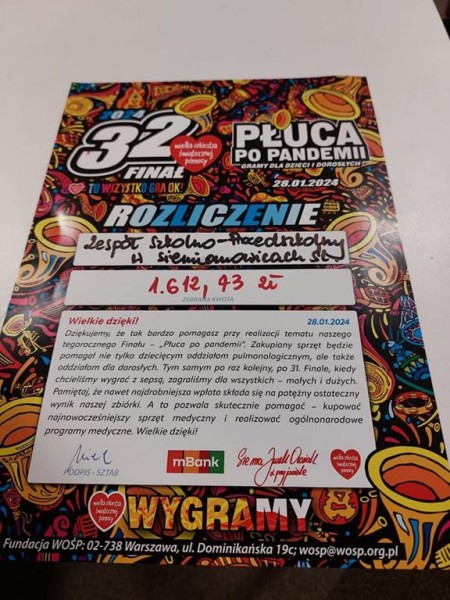 2024
32
FINAŁ
wielka orkiestra
świątecznej
pomocy
TU WSZYSTKO GRA OK!
PŁUCA
PO PANDEMII
GRAMY DLA DZIECI I DOROSŁYCH
28.01.2024
ROZLICZENIE
Zespół Szkolno-Przedszkolny
w Siemianowicach Śl.
1.612,43 zł
ZEBRANA KWOTA
Wielkie dzięki!
28.01.2024
Dziękujemy, że tak bardzo pomagasz przy realizacji tematu naszego
tegorocznego Finału – „Płuca po pandemii”. Zakupiony sprzęt będzie
pomagał nie tylko dziecięcym oddziałom pulmonologicznym, ale także
oddziałom dla dorosłych. Tym samym po raz kolejny, po 31. Finale, kiedy
chcieliśmy wygrać z sepsą, zagraliśmy dla wszystkich – małych i dużych.
Pamiętaj, że nawet najdrobniejsza wpłata składa się na potężny ostateczny
wynik naszej zbiórki. A to pozwala skutecznie pomagać – kupować
najnowocześniejszy sprzęt medyczny i realizować ogólnonarodowe
programy medyczne. Wielkie dzięki!
PODPIS - SZTAB
mBank
Siema Jurek Owsiak
i przyjaciele
wielka orkiestra
świątecznej
pomocy
wielka orkiestra
świątecznej
pomocy
WYGRAMY
Fundacja WOŚP: 02-738 Warszawa, ul. Dominikańska 19c; wosp@wosp.org.pl